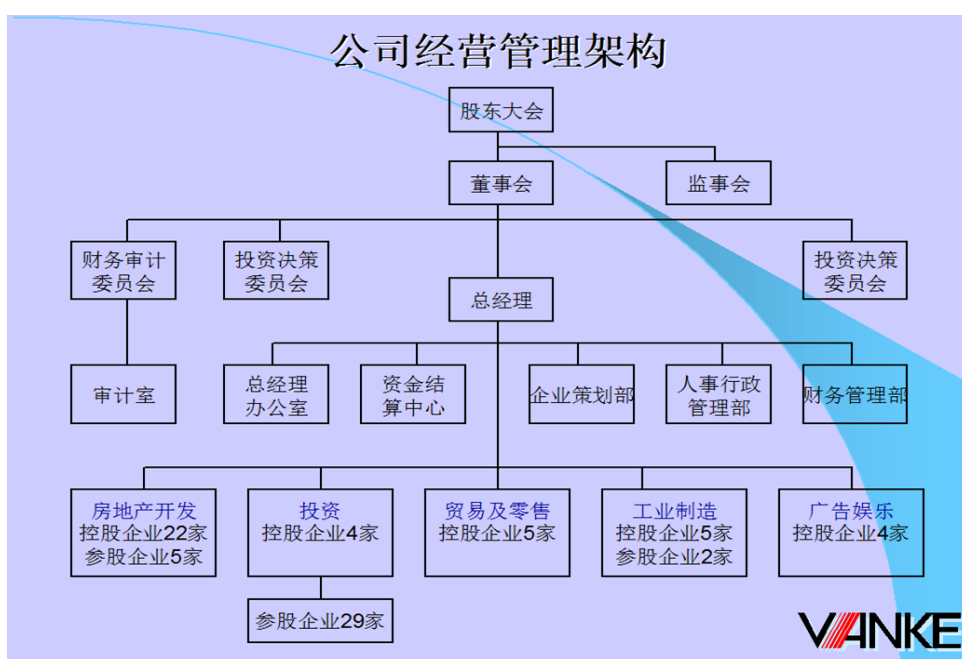 公司经营管理架构
股东大会
董事会
监事会
财务审计
委员会
投资决策
委员会
投资决策
委员会
总经理
审计室
总经理
办公室
资金结
算中心
企业策划部
人事行政
管理部
财务管理部
房地产开发
控股企业22家
参股企业5家
投资
控股企业4家
贸易及零售
控股企业5家
工业制造
控股企业5家
参股企业2家
广告娱乐
控股企业4家
参股企业29家
VANKE